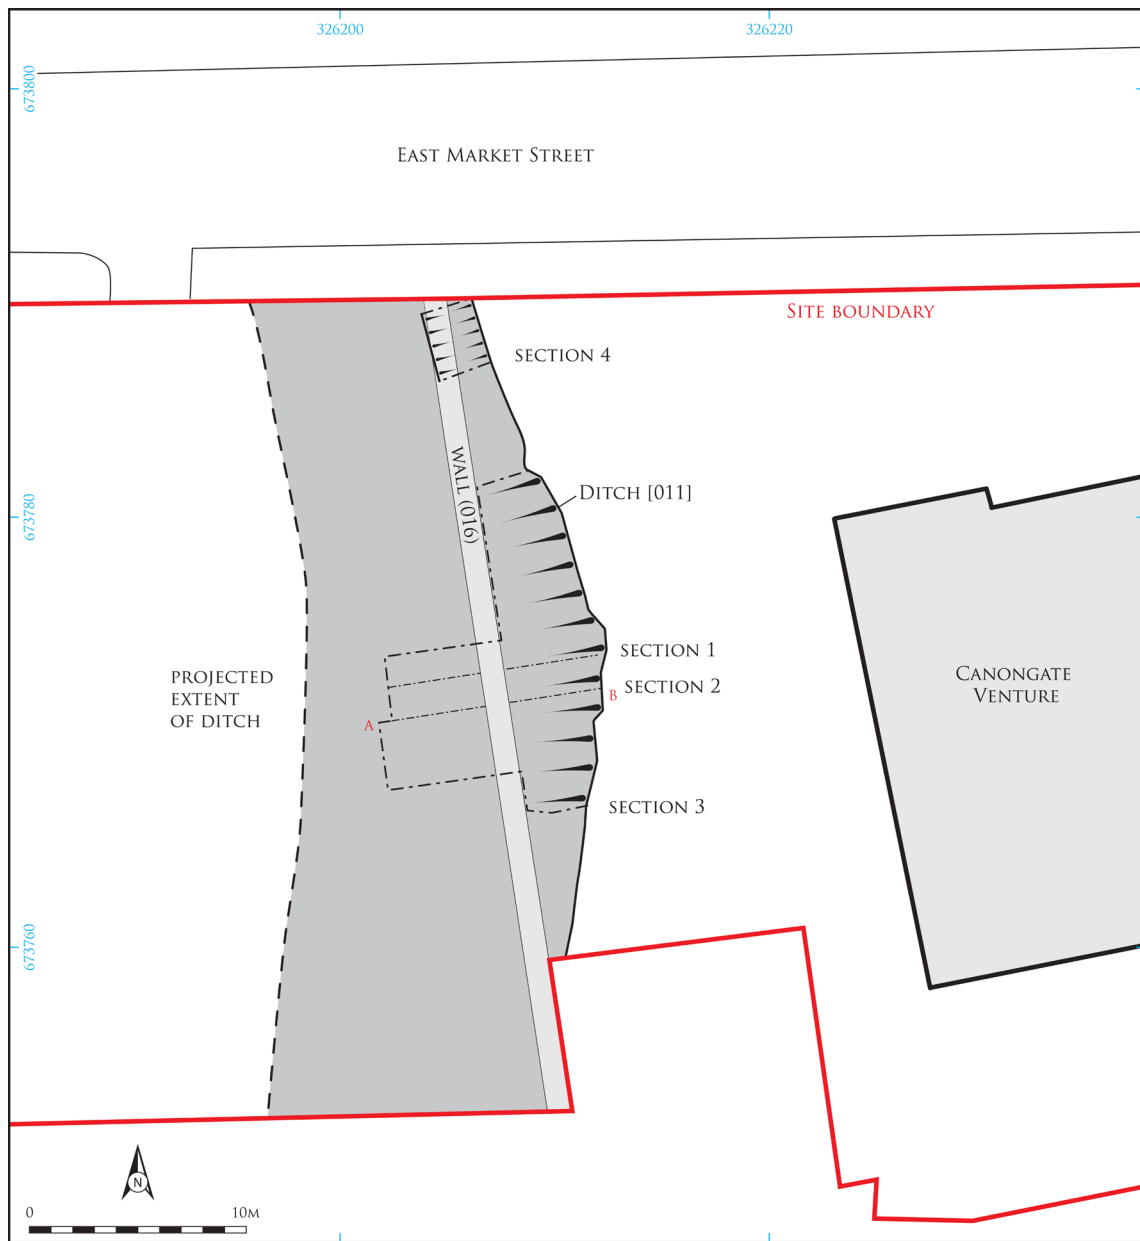 326200
326220
673800
East Market Street
Site boundary
Section 4
Wall (016)
Ditch [011]
673780
Section 1
Section 2
Projected
extent
of ditch
A
B
Canongate
Venture
Section 3
673760
N
0
10m